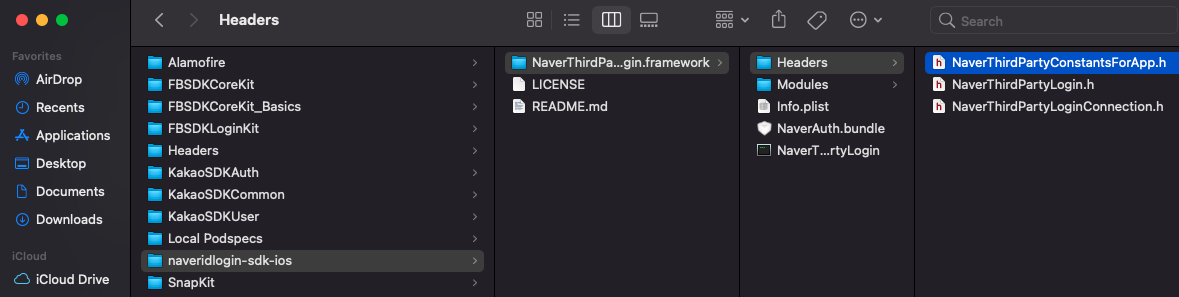 Headers
Search
Favorites
AirDrop
Recents
Applications
Desktop
Documents
Downloads
iCloud
iCloud Drive
Alamofire
FBSDKCoreKit
FBSDKCoreKit_Basics
FBSDKLoginKit
Headers
KakaoSDKAuth
KakaoSDKCommon
KakaoSDKUser
Local Podspecs
naveridlogin-sdk-ios
SnapKit
NaverThirdPa...gin.framework
LICENSE
README.md
Headers
Modules
Info.plist
NaverAuth.bundle
NaverT...rtyLogin
h NaverThirdPartyConstantsForApp.h
h NaverThirdPartyLogin.h
h NaverThirdPartyLoginConnection.h